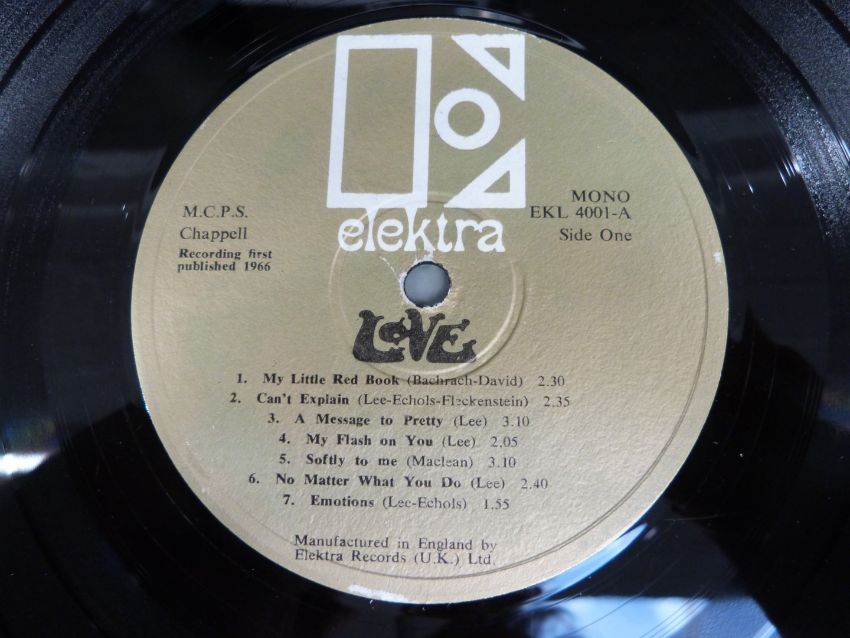 elektra
M.C.P.S.
Chappell
Recording first
published 1966
MONO
EKL 4001-A
Side One
LOVE
1. My Little Red Book (Bachrach-David) 2.30
2. Can't Explain (Lee-Echols-Fleckenstein) 2.35
3. A Message to Pretty (Lee) 3.10
4. My Flash on You (Lee) 2.05
5. Softly to me (Maclean) 3.10
6. No Matter What You Do (Lee) 2.40
7. Emotions (Lee-Echols) 1.55
Manufactured in England by
Elektra Records (U.K.) Ltd.